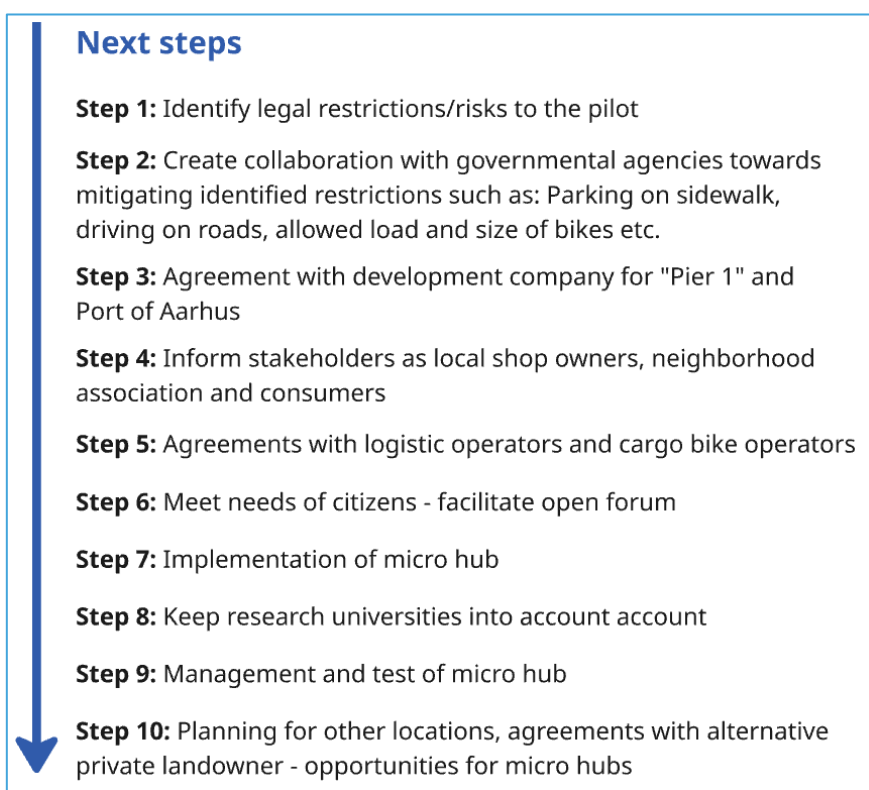 Next steps
Step 1: Identify legal restrictions/risks to the pilot
Step 2: Create collaboration with governmental agencies towards
mitigating identified restrictions such as: Parking on sidewalk,
driving on roads, allowed load and size of bikes etc.
Step 3: Agreement with development company for "Pier 1" and
Port of Aarhus
Step 4: Inform stakeholders as local shop owners, neighborhood
association and consumers
Step 5: Agreements with logistic operators and cargo bike operators
Step 6: Meet needs of citizens - facilitate open forum
Step 7: Implementation of micro hub
Step 8: Keep research universities into account account
Step 9: Management and test of micro hub
Step 10: Planning for other locations, agreements with alternative
private landowner - opportunities for micro hubs